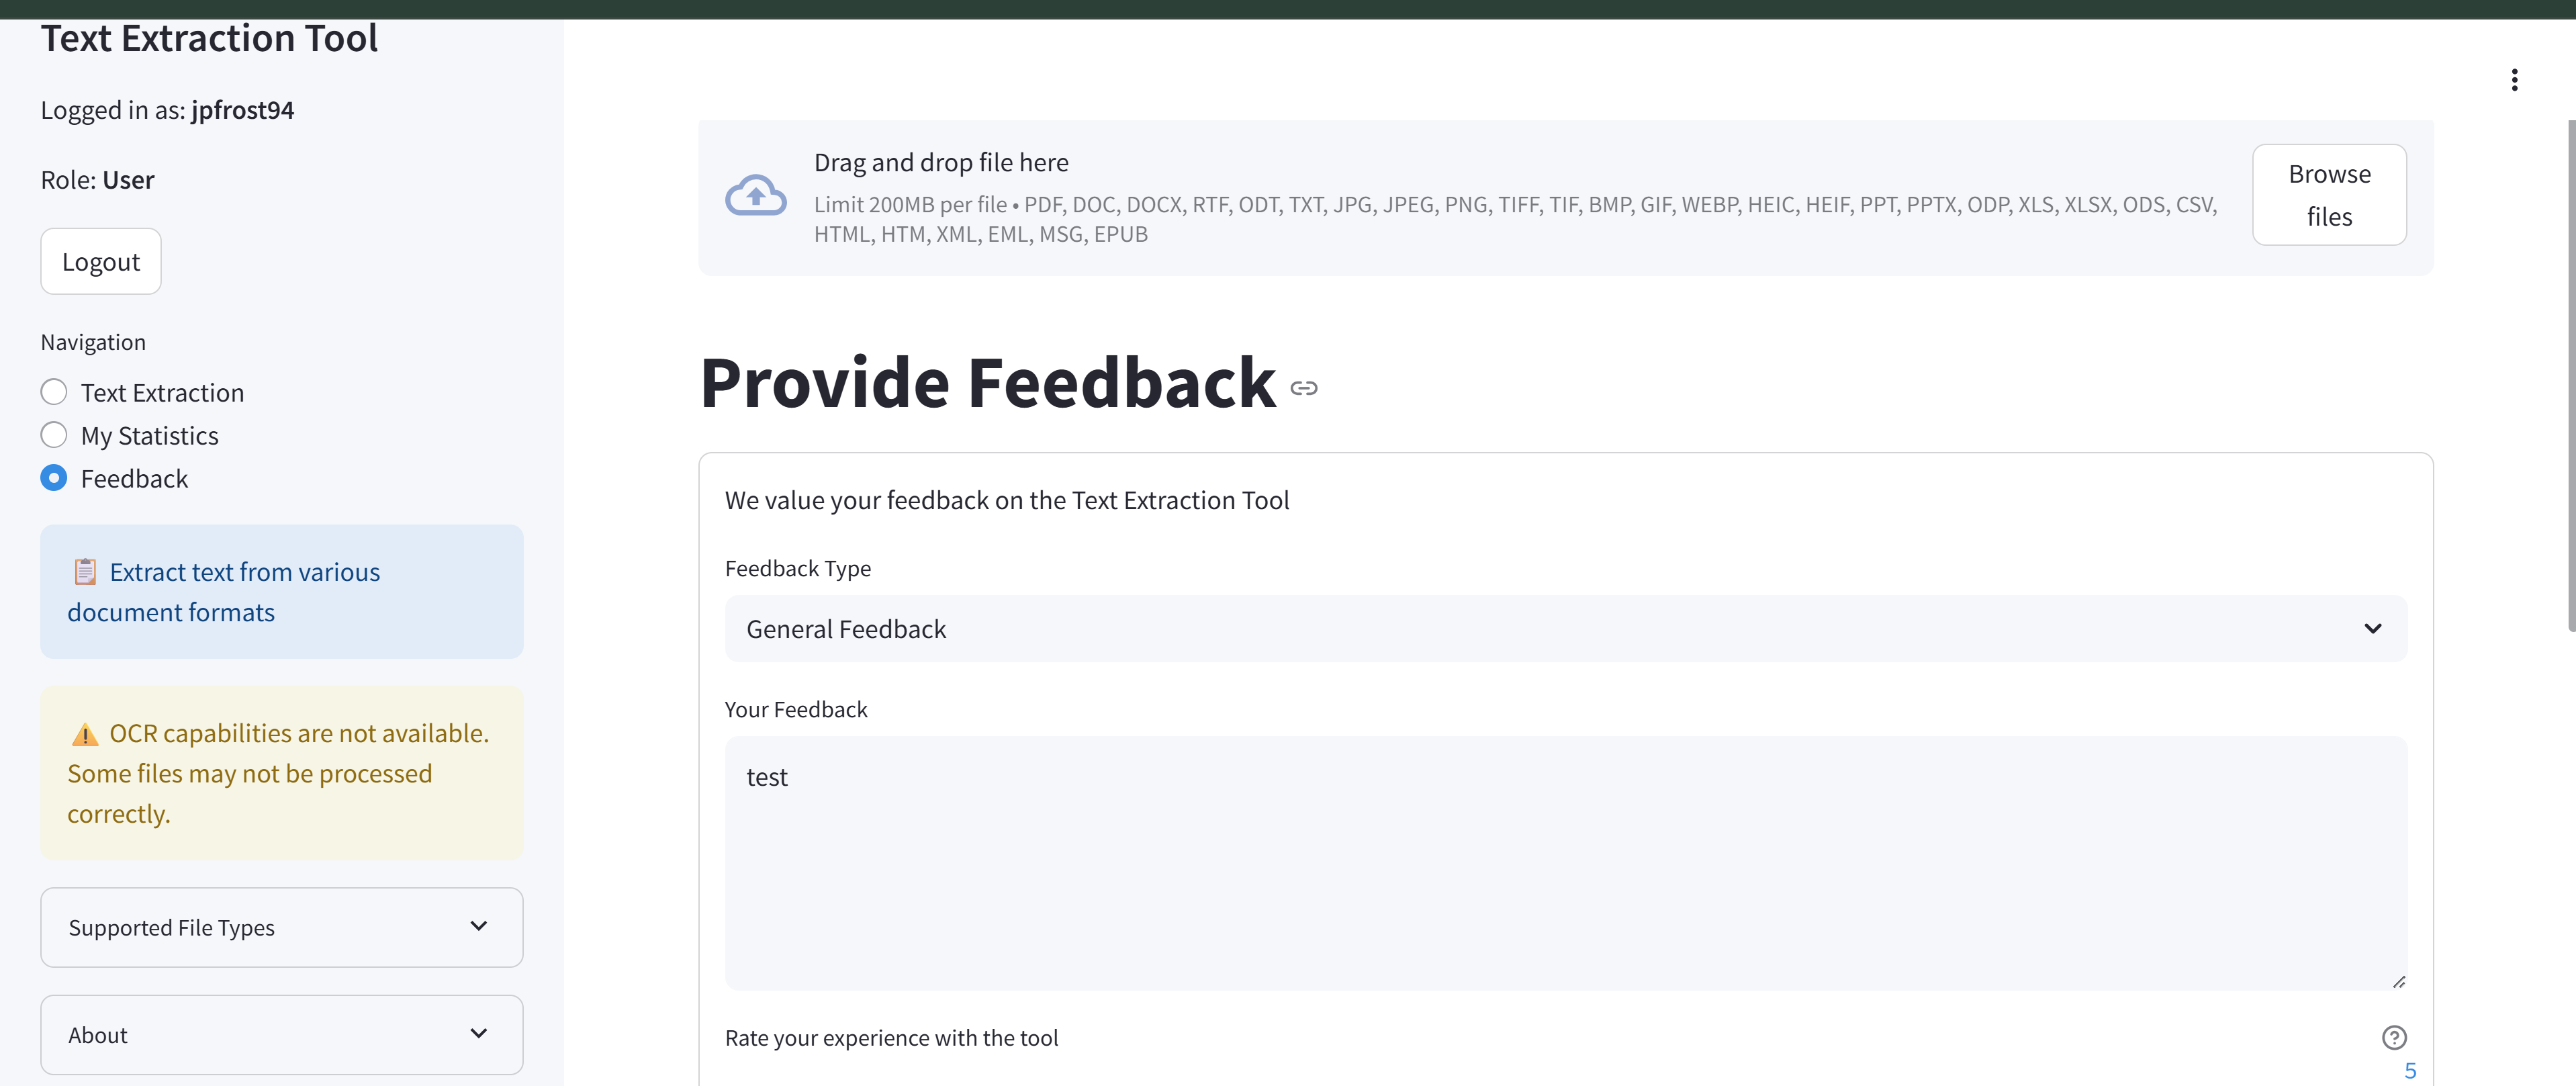 Text Extraction Tool
Logged in as: jpfrost94
Role: User
Logout
Navigation
Text Extraction
My Statistics
Feedback
📋 Extract text from various
document formats
⚠️ OCR capabilities are not available.
Some files may not be processed
correctly.
Supported File Types
About
Drag and drop file here
Limit 200MB per file • PDF, DOC, DOCX, RTF, ODT, TXT, JPG, JPEG, PNG, TIFF, TIF, BMP, GIF, WEBP, HEIC, HEIF, PPT, PPTX, ODP, XLS, XLSX, ODS, CSV,
HTML, HTM, XML, EML, MSG, EPUB
Browse
files
Provide Feedback
We value your feedback on the Text Extraction Tool
Feedback Type
General Feedback
Your Feedback
test
Rate your experience with the tool
5